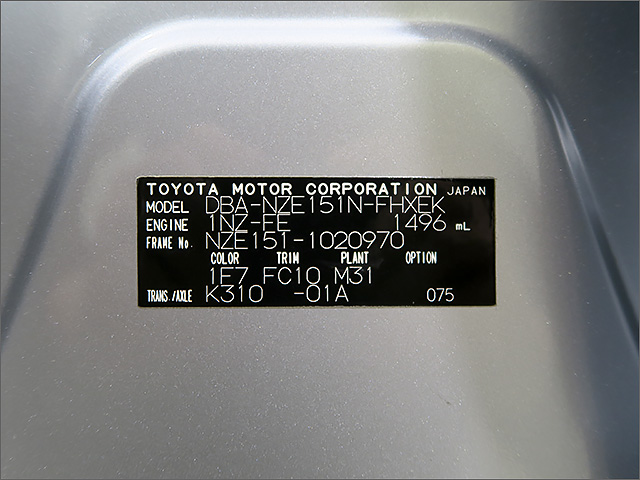 TOYOTA MOTOR CORPORATION JAPAN
MODEL DBA-NZE151N-FHXEK
ENGINE 1NZ-FE 1496 mL
FRAME No. NZE151-1020970
COLOR TRIM PLANT OPTION
1F7 FC10 M31
TRANS./AXLE K310 -01A 075